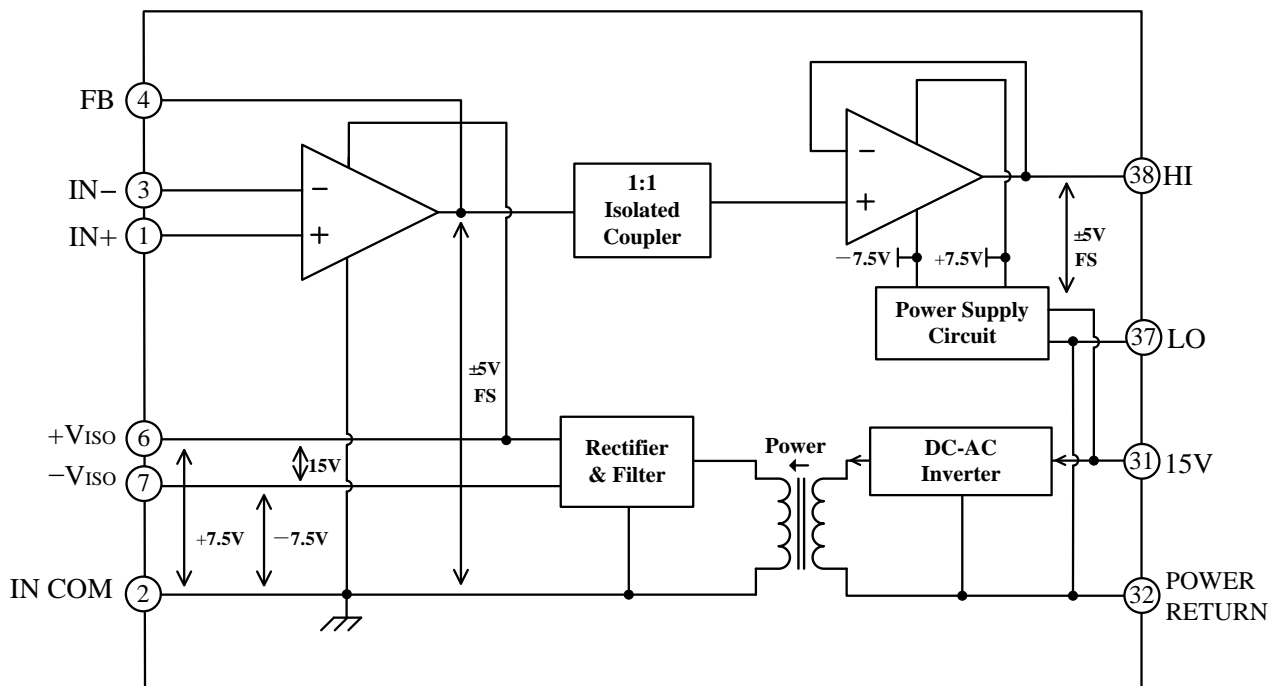 FB 4
IN− 3
IN+ 1
− +
1:1
Isolated
Coupler
− +
38 HI
±5V
FS
−7.5V +7.5V
Power Supply
Circuit
37 LO
±5V
FS
+VISO 6
−VISO 7
15V
+7.5V
−7.5V
Rectifier
& Filter
Power
DC-AC
Inverter
31 15V
IN COM 2
32 POWER
RETURN